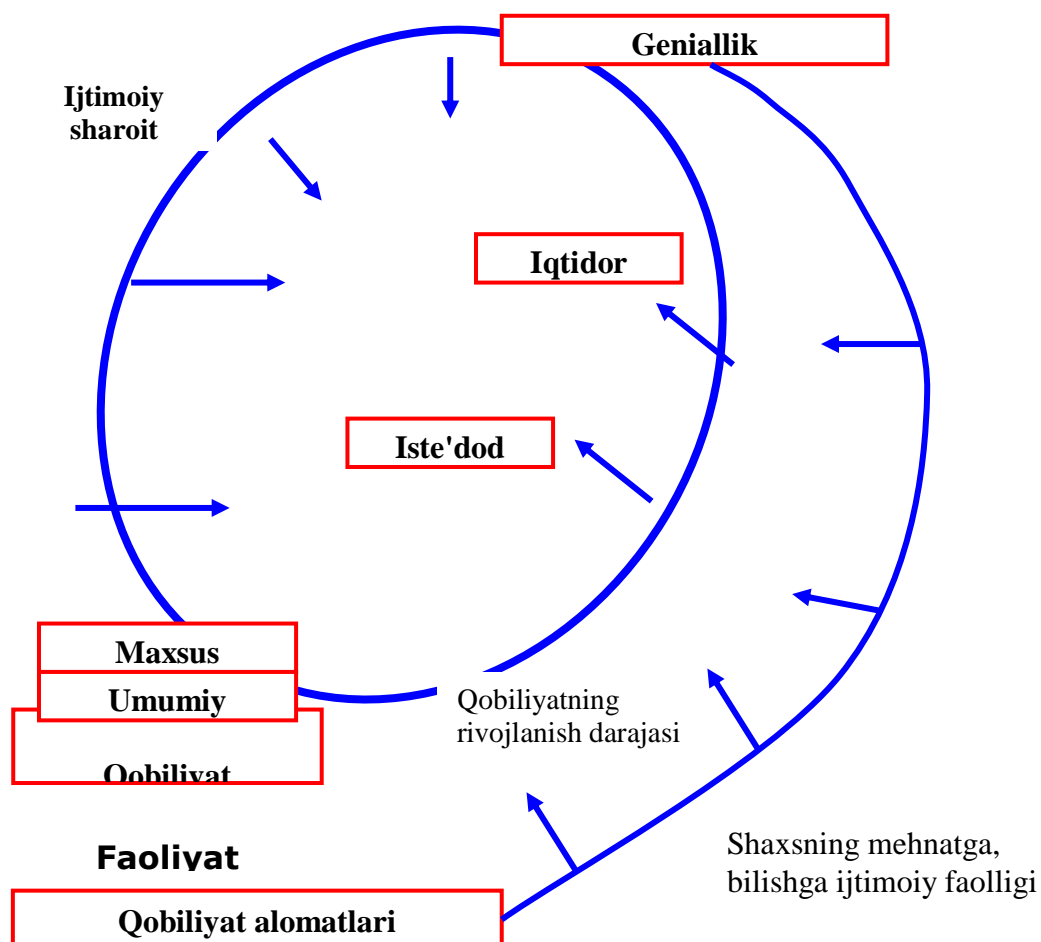 Geniallik
Ijtimoiy
sharoit
Iqtidor
Iste'dod
Maxsus
Umumiy
Qobiliyat
Qobiliyatning
rivojlanish darajasi
Faoliyat
Shaxsning mehnatga,
bilishga ijtimoiy faolligi
Qobiliyat alomatlari